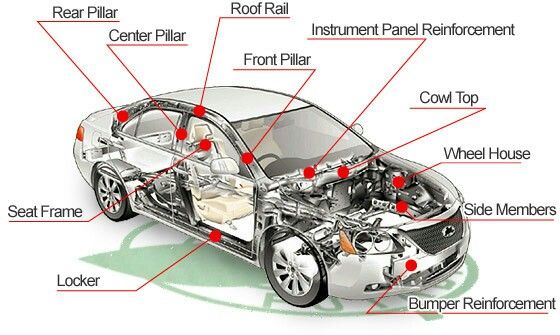 Roof Rail
Rear Pillar
Instrument Panel Reinforcement
Center Pillar
Front Pillar
Cowl Top
Wheel House
Seat Frame
Side Members
Locker
Bumper Reinforcement